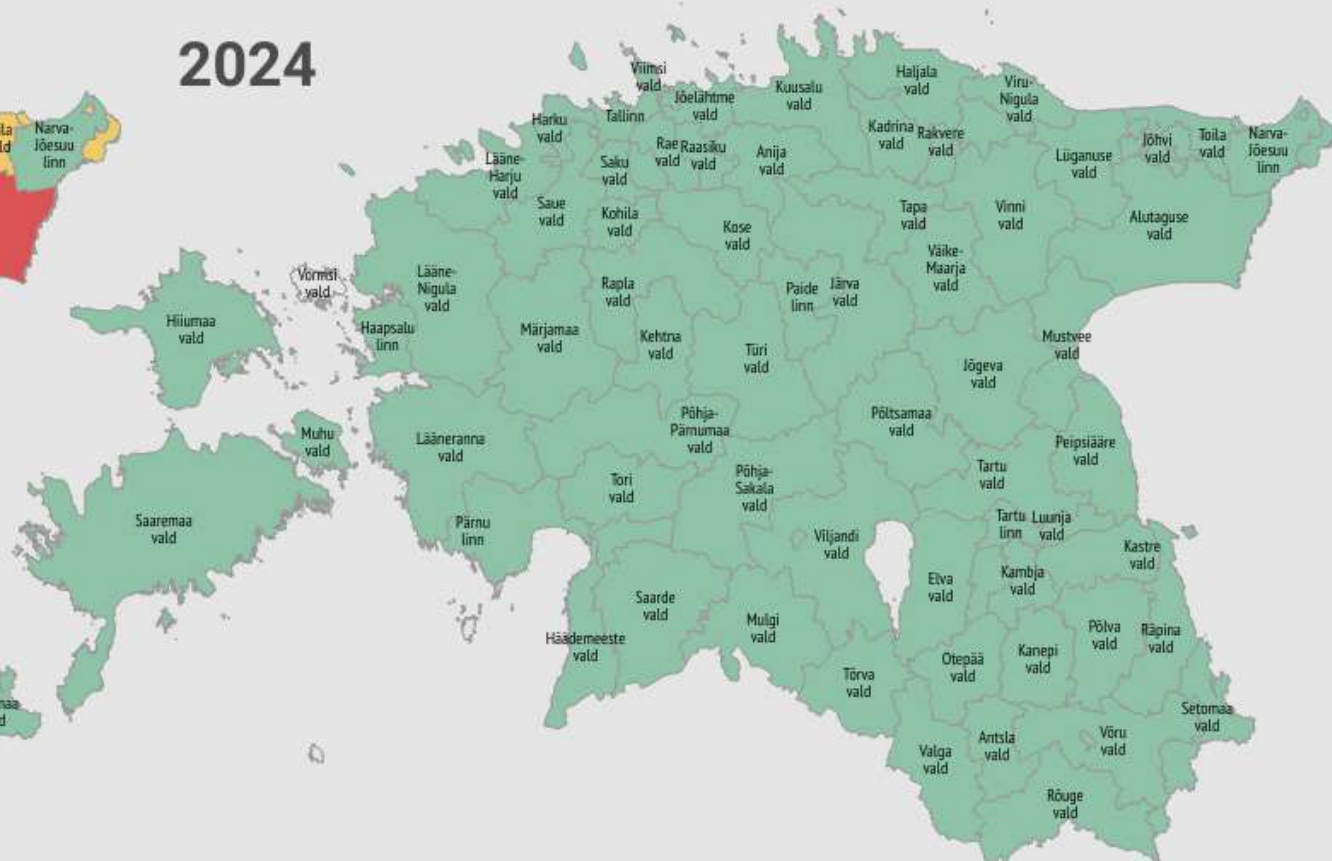 2024
Narva-
Jõesuu
linn
Viimsi
vald
Harku
vald
Tallinn
Jõelähtme
vald
Kuusalu
vald
Haljala
vald
Viru-
Nigula
vald
Lääne-
Harju
vald
Saku
vald
Rae
vald
Raasiku
vald
Anija
vald
Kadrina
vald
Rakvere
vald
Lüganuse
vald
Jõhvi
vald
Toila
vald
Narva-
Jõesuu
linn
Saue
vald
Kohila
vald
Kose
vald
Tapa
vald
Vinni
vald
Alutaguse
vald
Väike-
Maarja
vald
Vormsi
vald
Lääne-
Nigula
vald
Rapla
vald
Paide
linn
Järva
vald
Hiiumaa
vald
Haapsalu
linn
Märjamaa
vald
Kehtna
vald
Türi
vald
Mustvee
vald
Jõgeva
vald
Muhu
vald
Lääneranna
vald
Põhja-
Pärnumaa
vald
Põltsamaa
vald
Peipsiääre
vald
Tori
vald
Põhja-
Sakala
vald
Tartu
vald
Saaremaa
vald
Pärnu
linn
Viljandi
vald
Tartu
linn
Luunja
vald
Kastre
vald
Elva
vald
Kambja
vald
Saarde
vald
Häädemeeste
vald
Mulgi
vald
Põlva
vald
Räpina
vald
Otepää
vald
Kanepi
vald
Tõrva
vald
Setomaa
vald
Valga
vald
Antsla
vald
Võru
vald
Rõuge
vald